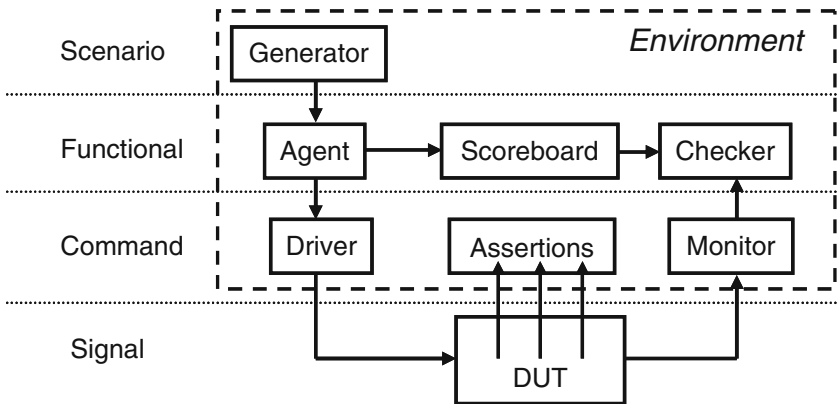 Scenario
Generator
Environment
Functional
Agent
Scoreboard
Checker
Command
Driver
Assertions
Monitor
Signal
DUT